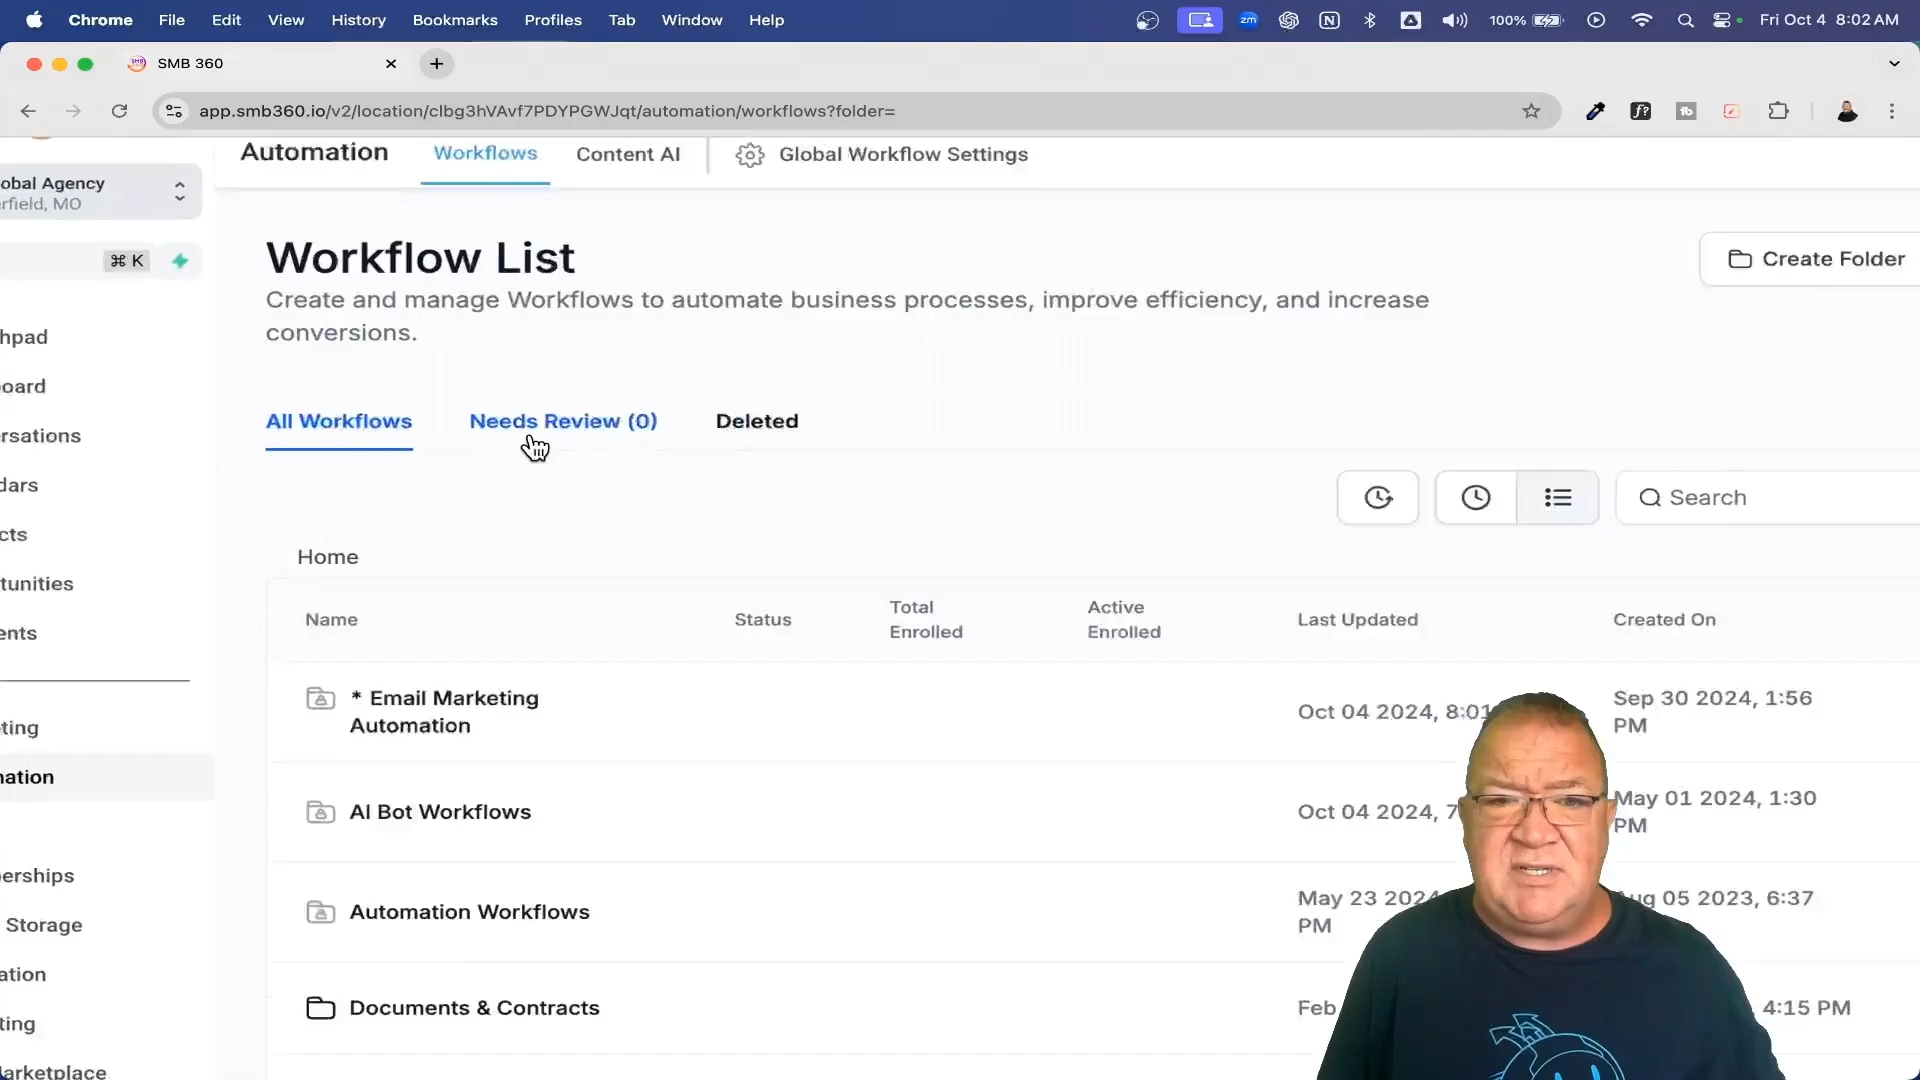 Chrome File Edit View History Bookmarks Profiles Tab Window Help zm 100% Fri Oct 4 8:02 AM
SMB 360
app.smb360.io/v2/location/clbg3hVAvf7PDYPGWJqt/automation/workflows?folder=
Automation Workflows Content AI Global Workflow Settings
obal Agency
rfield, MO
⌘ K
hpad
oard
ersations
dars
cts
tunities
ents
ting
nation
erships
Storage
ation
ting
arketplace
Workflow List
Create Folder
Create and manage Workflows to automate business processes, improve efficiency, and increase
conversions.
All Workflows Needs Review (0) Deleted
Search
Home
Name Status Total Enrolled Active Enrolled Last Updated Created On
* Email Marketing Automation Oct 04 2024, 8:01 Sep 30 2024, 1:56 PM
AI Bot Workflows Oct 04 2024, 7 May 01 2024, 1:30 PM
Automation Workflows May 23 2024 PM Aug 05 2023, 6:37
Documents & Contracts Feb 4:15 PM